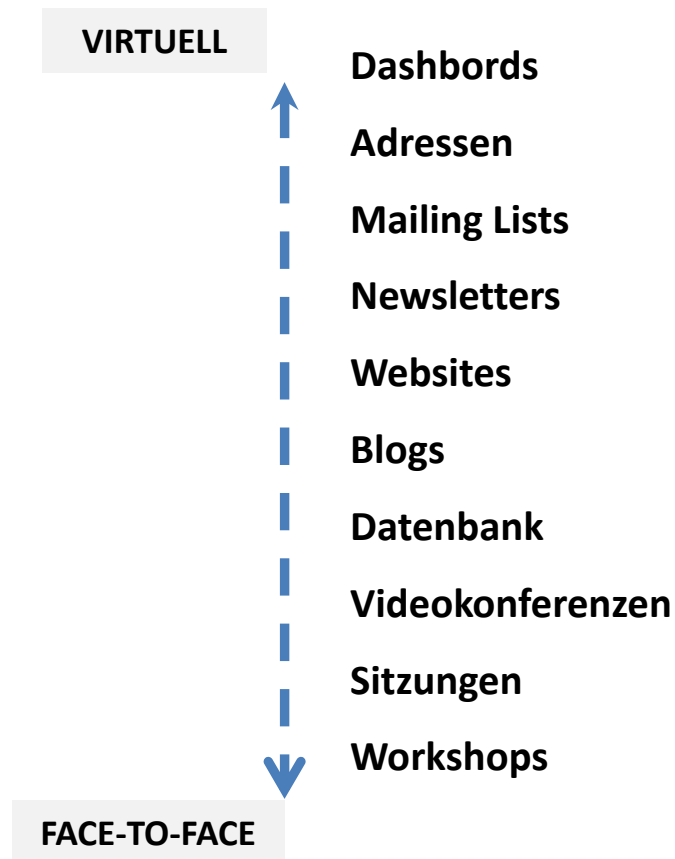 VIRTUELL
Dashbords
Adressen
Mailing Lists
Newsletters
Websites
Blogs
Datenbank
Videokonferenzen
Sitzungen
Workshops
FACE-TO-FACE